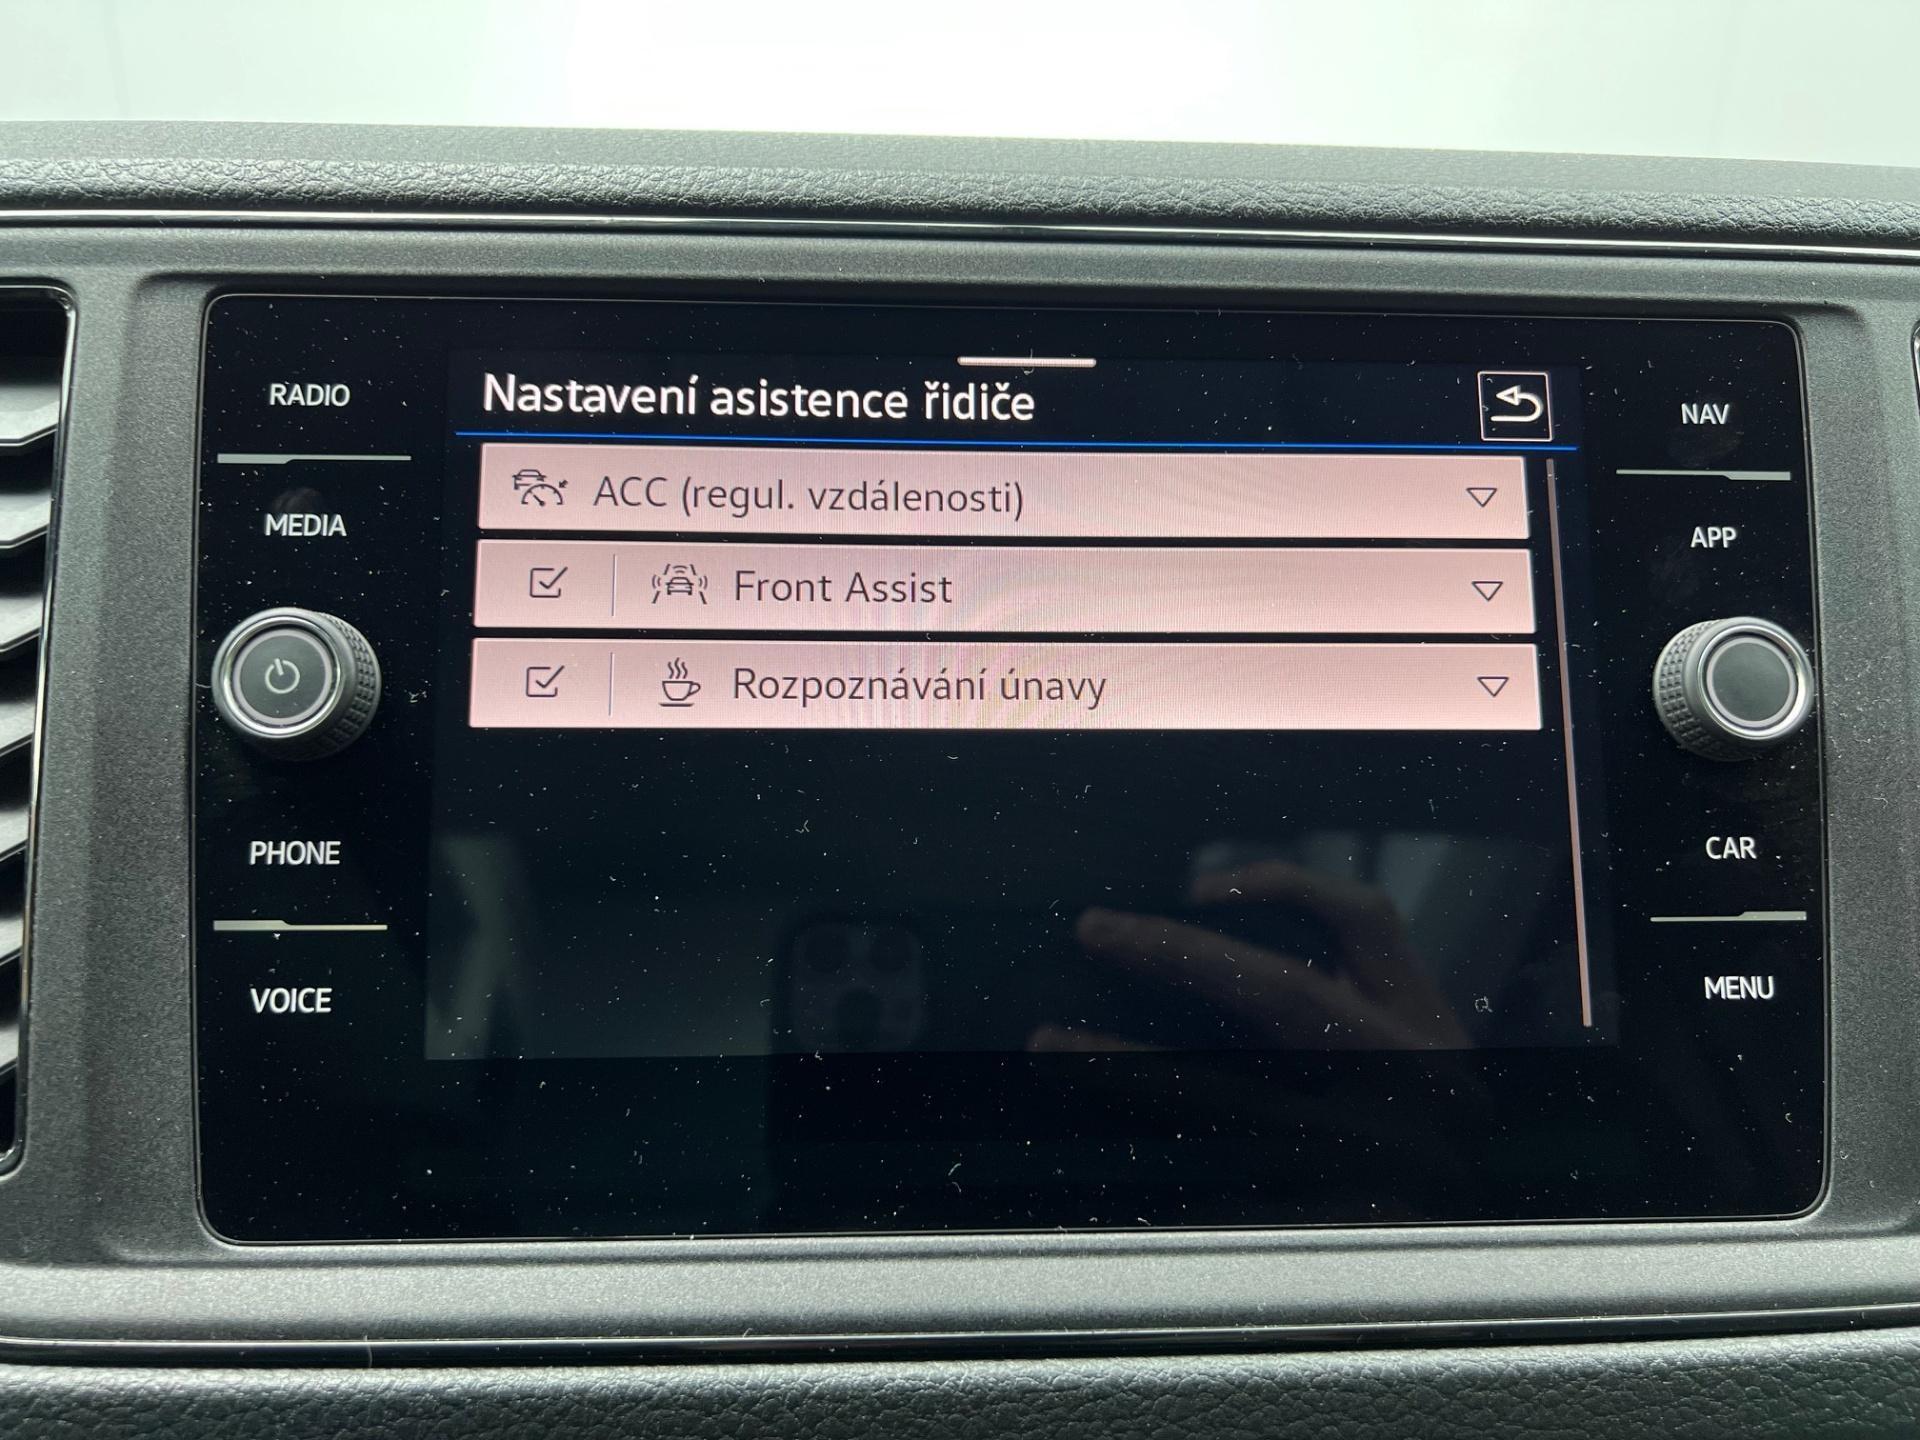 Nastavení asistence řidiče
ACC (regul. vzdálenosti)
Front Assist
Rozpoznávání únavy
RADIO
MEDIA
PHONE
VOICE
NAV
APP
CAR
MENU